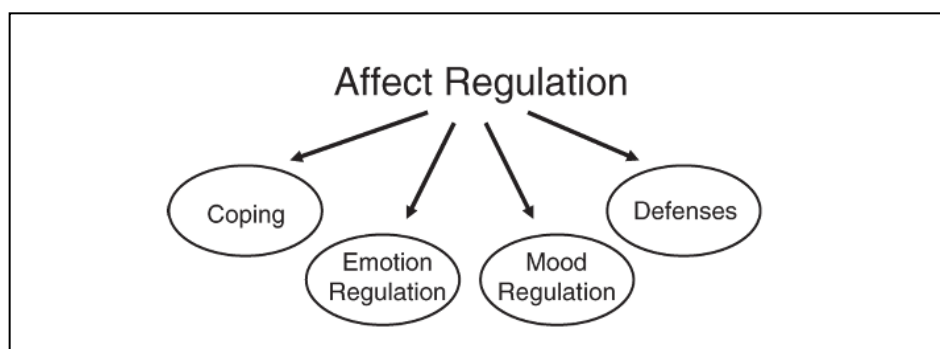 Affect Regulation
Coping
Emotion
Regulation
Mood
Regulation
Defenses